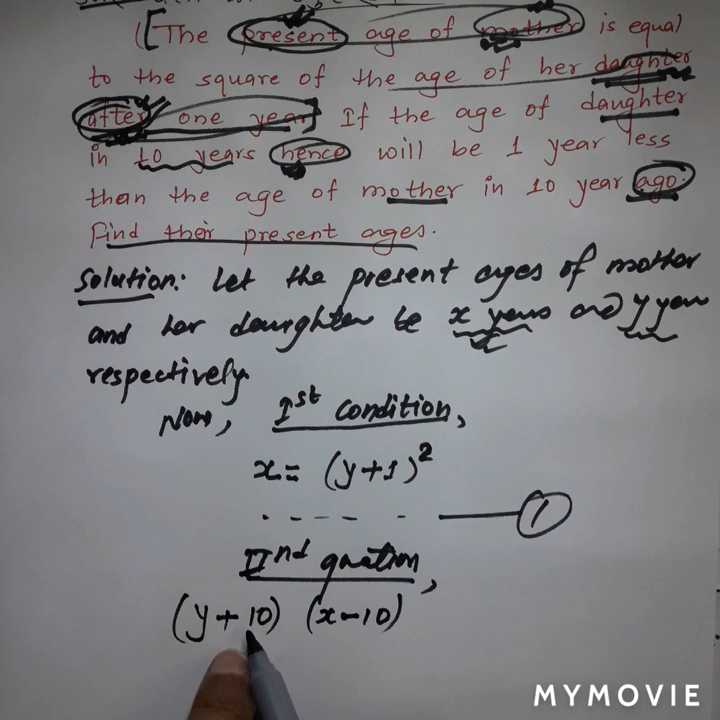 ([The present age of mother is equal
to the square of the age of her daughter
after one year] If the age of daughter
in 10 years hence will be 1 year less
than the age of mother in 10 year ago.
Find their present ages.
Solution: Let the present ages of mother
and her daughter be x years and y years
respectively.
Now, Ist condition,
x = (y+1)²
- - - - - ①
IInd quation,
(y + 10) (x-10)
MYMOVIE